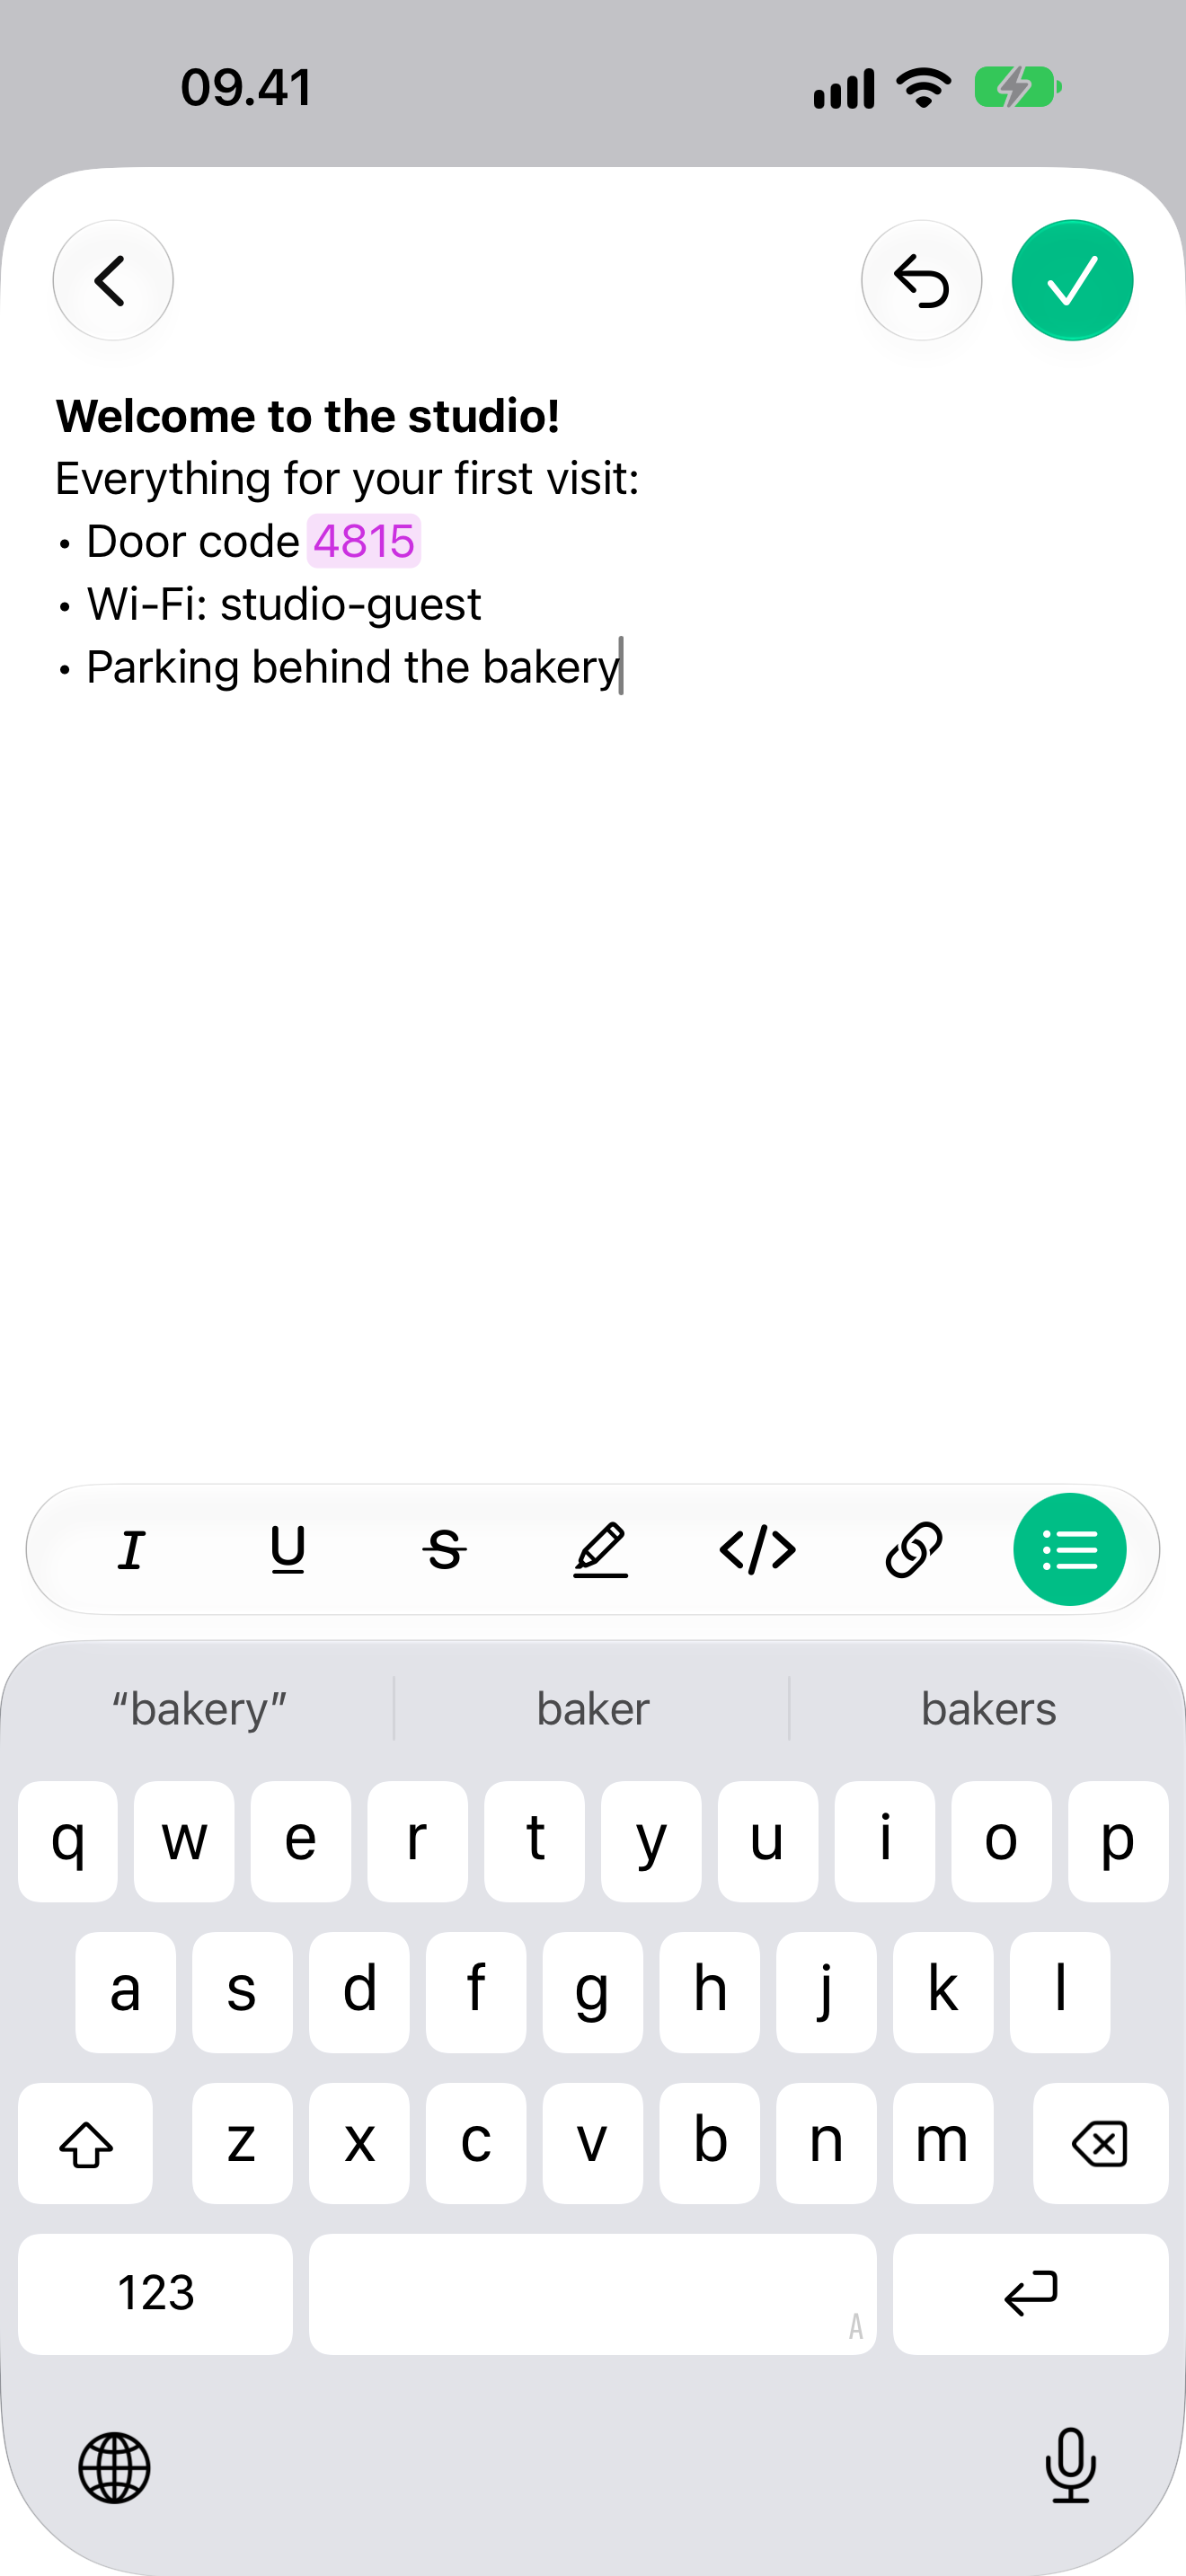 09.41
Welcome to the studio!
Everything for your first visit:
• Door code 4815
• Wi-Fi: studio-guest
• Parking behind the bakery
I U S </>
“bakery” baker bakers
q w e r t y u i o p
a s d f g h j k l
z x c v b n m
123
A